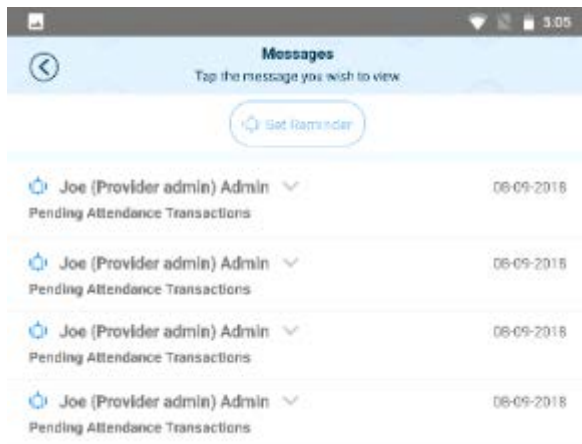 3:05
Messages
Tap the message you wish to view
Set Reminder
Joe (Provider admin) Admin 08-09-2018
Pending Attendance Transactions
Joe (Provider admin) Admin 08-09-2018
Pending Attendance Transactions
Joe (Provider admin) Admin 08-09-2018
Pending Attendance Transactions
Joe (Provider admin) Admin 08-09-2018
Pending Attendance Transactions